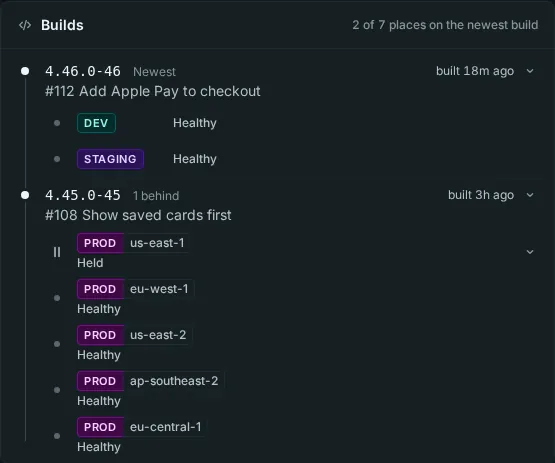 Builds 2 of 7 places on the newest build
4.46.0-46 Newest built 18m ago
#112 Add Apple Pay to checkout
DEV Healthy
STAGING Healthy
4.45.0-45 1 behind built 3h ago
#108 Show saved cards first
PROD us-east-1
Held
PROD eu-west-1
Healthy
PROD us-east-2
Healthy
PROD ap-southeast-2
Healthy
PROD eu-central-1
Healthy